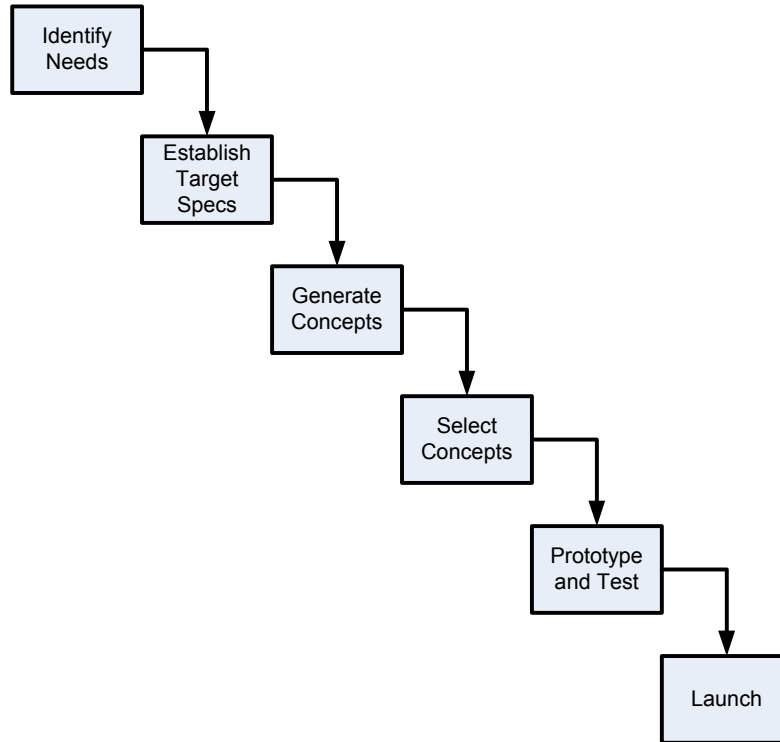 Identify
Needs
Establish
Target
Specs
Generate
Concepts
Select
Concepts
Prototype
and Test
Launch